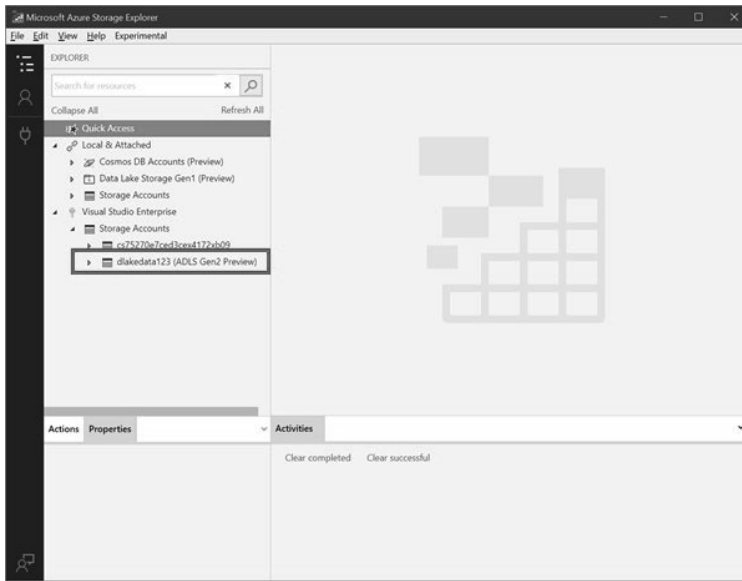 Microsoft Azure Storage Explorer
File Edit View Help Experimental
EXPLORER
Search for resources
Collapse All Refresh All
Quick Access
Local & Attached
Cosmos DB Accounts (Preview)
Data Lake Storage Gen1 (Preview)
Storage Accounts
Visual Studio Enterprise
Storage Accounts
cs75270e7ced3cex4172xb09
dlakedata123 (ADLS Gen2 Preview)
Actions Properties
Activities
Clear completed Clear successful